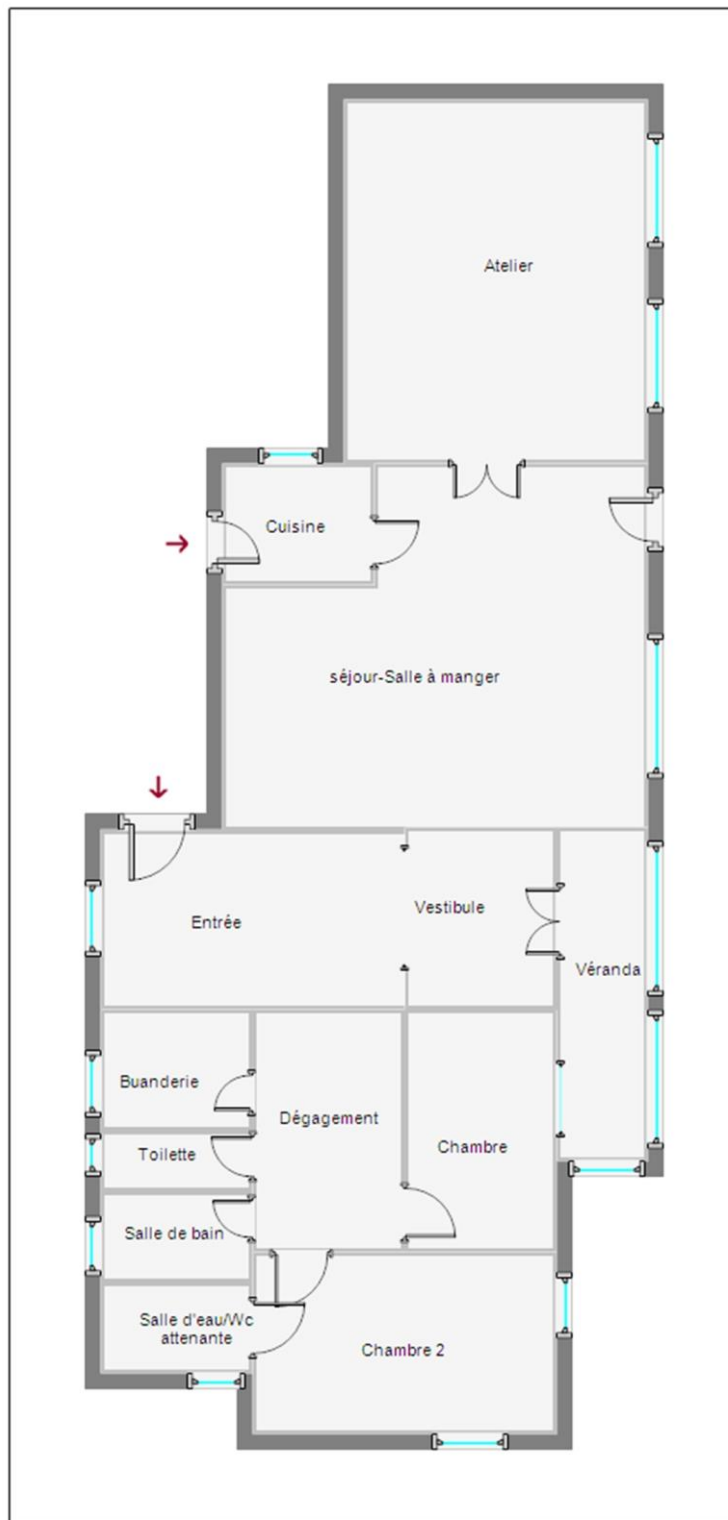 Atelier
Cuisine
séjour-Salle à manger
Entrée
Vestibule
Véranda
Buanderie
Dégagement
Chambre
Toilette
Salle de bain
Salle d'eau/Wc
attenante
Chambre 2